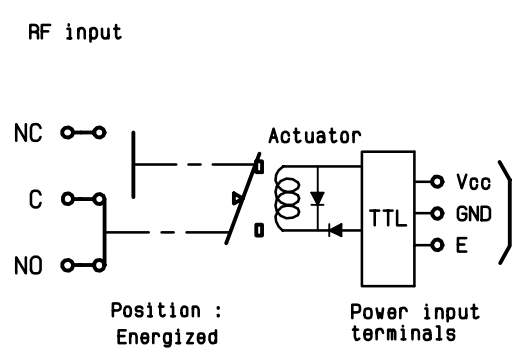 RF input
NC
Actuator
C
Vcc
TTL
GND
NO
E
Position :
Energized
Power input
terminals